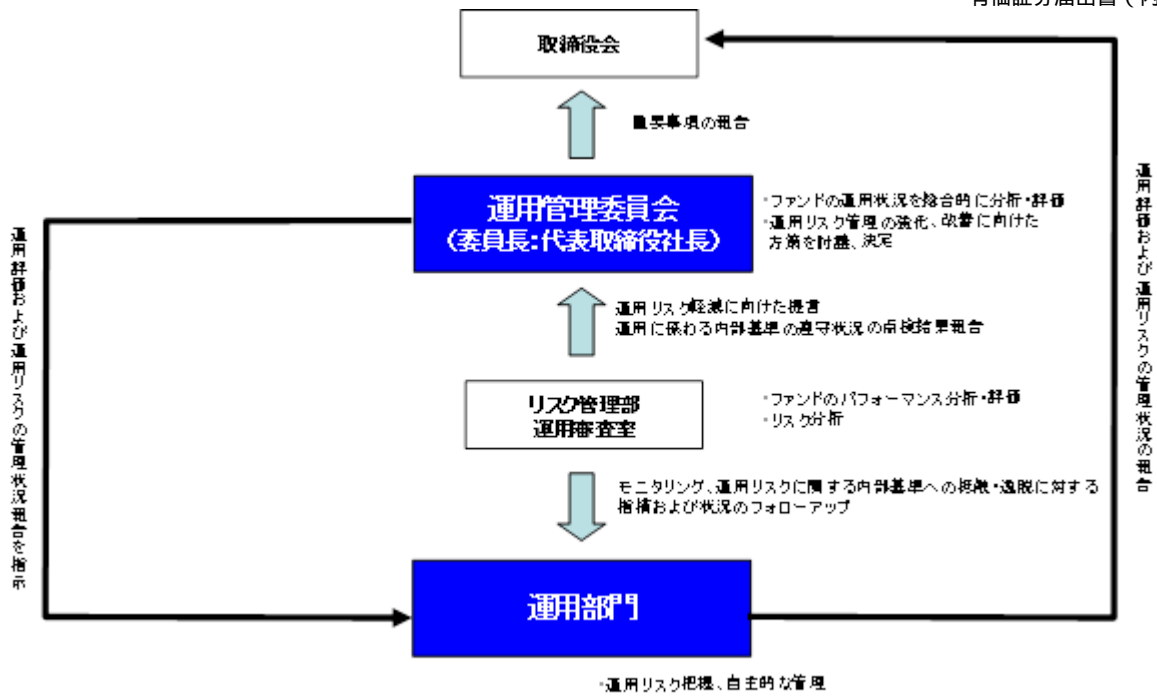 有価証券届出書（内
取締役会
重要事項の報告
運用管理委員会
（委員長：代表取締役社長）
・ファンドの運用状況を総合的に分析・評価
・運用リスク管理の強化、改善に向けた
方策を討議、決定
運用リスク軽減に向けた提言
運用に係わる内部基準の遵守状況の点検結果報告
リスク管理部
運用審査室
・ファンドのパフォーマンス分析・評価
・リスク分析
モニタリング、運用リスクに関する内部基準への抵触・逸脱に対する
指摘および状況のフォローアップ
運用部門
・運用リスク把握、自主的な管理
運用評価および運用リスクの管理状況報告を指示
運用評価および運用リスクの管理状況の報告